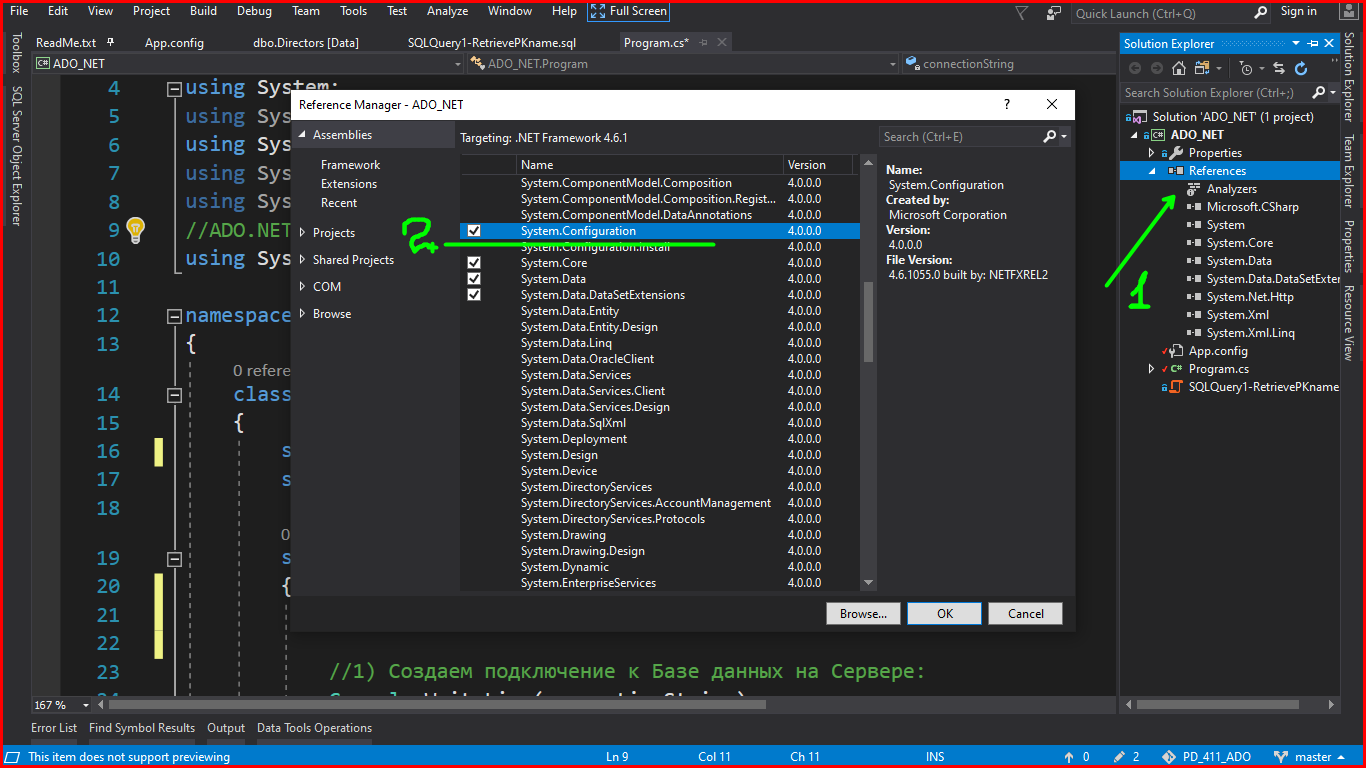 File Edit View Project Build Debug Team Tools Test Analyze Window Help Full Screen Quick Launch (Ctrl+Q) Sign in
ReadMe.txt App.config dbo.Directors [Data] SQLQuery1-RetrievePKname.sql Program.cs*
C# ADO_NET ADO_NET.Program connectionString
Toolbox
SQL Server Object Explorer
4 using System;
5 using Sys
6 using Sys
7 using Sys
8 using Sys
9 //ADO.NET
10 using Sys
11
12 namespace
13 {
0 refere
14 class
15 {
16 s
17 s
18
0
19 s
20 {
21
22
23 //1) Создаем подключение к Базе данных на Сервере:
167 %
Reference Manager - ADO_NET
?
Assemblies
Framework
Extensions
Recent
Projects
Shared Projects
COM
Browse
Targeting: .NET Framework 4.6.1
Search (Ctrl+E)
Name Version
System.ComponentModel.Composition 4.0.0.0
System.ComponentModel.Composition.Regist... 4.0.0.0
System.ComponentModel.DataAnnotations 4.0.0.0
2
System.Configuration 4.0.0.0
System.Configuration.Install 4.0.0.0
System.Core 4.0.0.0
System.Data 4.0.0.0
System.Data.DataSetExtensions 4.0.0.0
System.Data.Entity 4.0.0.0
System.Data.Entity.Design 4.0.0.0
System.Data.Linq 4.0.0.0
System.Data.OracleClient 4.0.0.0
System.Data.Services 4.0.0.0
System.Data.Services.Client 4.0.0.0
System.Data.Services.Design 4.0.0.0
System.Data.SqlXml 4.0.0.0
System.Deployment 4.0.0.0
System.Design 4.0.0.0
System.Device 4.0.0.0
System.DirectoryServices 4.0.0.0
System.DirectoryServices.AccountManagement 4.0.0.0
System.DirectoryServices.Protocols 4.0.0.0
System.Drawing 4.0.0.0
System.Drawing.Design 4.0.0.0
System.Dynamic 4.0.0.0
System.EnterpriseServices 4.0.0.0
Name:
System.Configuration
Created by:
Microsoft Corporation
Version:
4.0.0.0
File Version:
4.6.1055.0 built by: NETFXREL2
Browse... OK Cancel
Solution Explorer
Search Solution Explorer (Ctrl+;)
Solution 'ADO_NET' (1 project)
C# ADO_NET
Properties
References
Analyzers
Microsoft.CSharp
System
System.Core
System.Data
System.Data.DataSetExter
System.Net.Http
System.Xml
System.Xml.Linq
App.config
C# Program.cs
SQLQuery1-RetrievePKname
1
Solution Explorer
Team Explorer
Property Explorer
Resource View
Error List Find Symbol Results Output Data Tools Operations
This item does not support previewing Ln 9 Col 11 Ch 11 INS 0 2 PD_411_ADO master